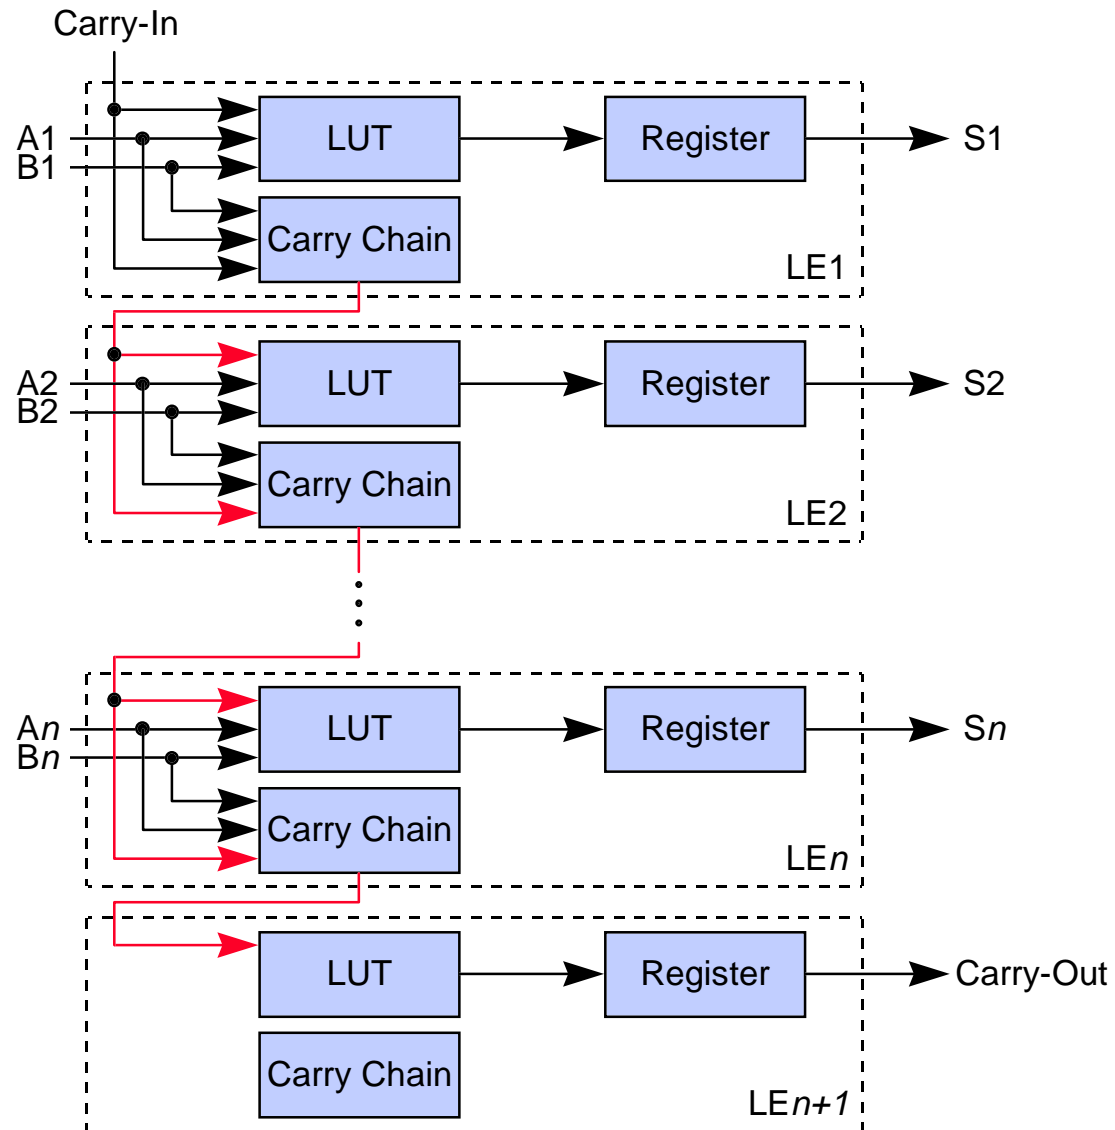 Carry-In
A1
B1
LUT
Register
S1
Carry Chain
LE1
A2
B2
LUT
Register
S2
Carry Chain
LE2
An
Bn
LUT
Register
Sn
Carry Chain
LEn
LUT
Register
Carry-Out
Carry Chain
LEn+1